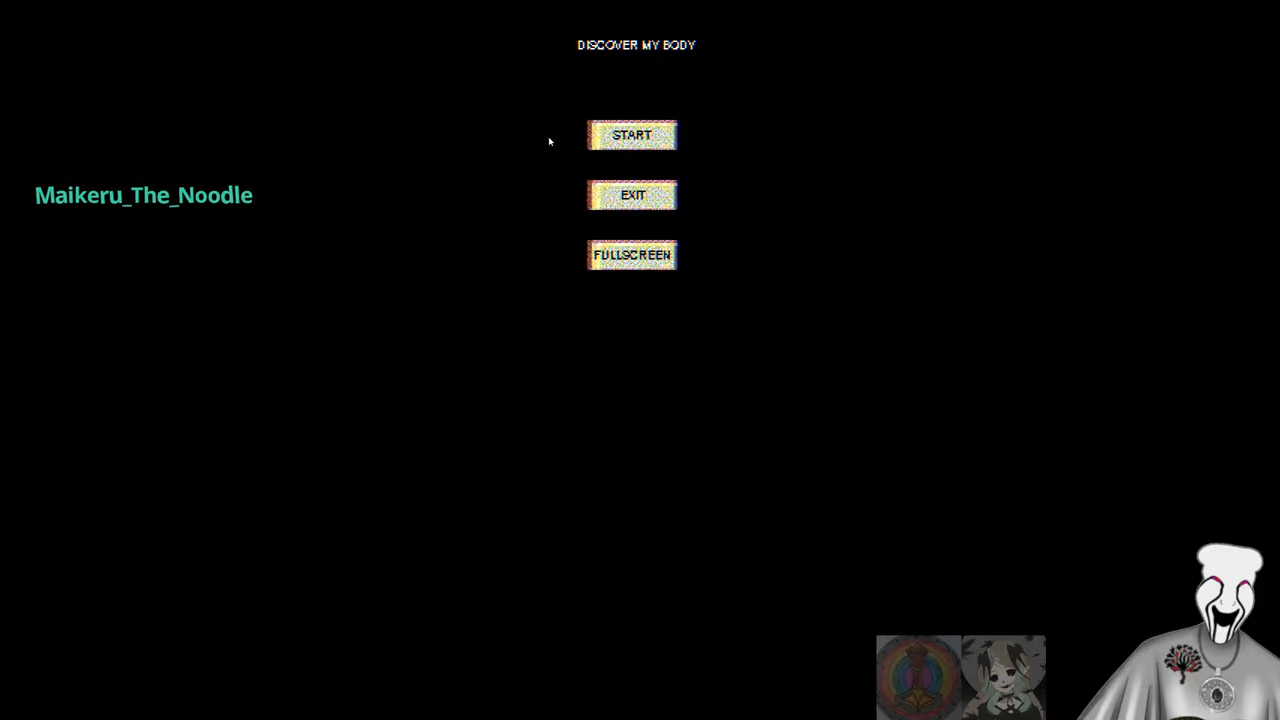 DISCOVER MY BODY
START
Maikeru_The_Noodle
EXIT
FULLSCREEN